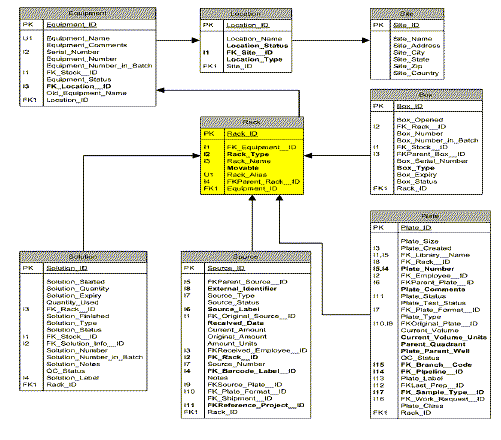 Equipment
PK Equipment_ID
U1 Equipment_Name
Equipment_Comments
I2 Serial_Number
Equipment_Number
Equipment_Number_in_Batch
I1 FK_Stock__ID
Equipment_Status
I3 FK_Location__ID
Old_Equipment_Name
FK1 Location_ID
Location
PK Location_ID
Location_Name
Location_Status
I1 FK_Site__ID
Location_Type
FK1 Site_ID
Site
PK Site_ID
Site_Name
Site_Address
Site_City
Site_State
Site_Zip
Site_Country
Rack
PK Rack_ID
I1 FK_Equipment__ID
I2 Rack_Type
I3 Rack_Name
Movable
U1 Rack_Alias
I4 FKParent_Rack__ID
FK1 Equipment_ID
Box
PK Box_ID
Box_Opened
I2 FK_Rack__ID
Box_Number
Box_Number_in_Batch
I1 FK_Stock__ID
I3 FKParent_Box__ID
Box_Serial_Number
Box_Type
Box_Expiry
Box_Status
FK1 Rack_ID
Solution
PK Solution_ID
Solution_Started
Solution_Quantity
Solution_Expiry
Quantity_Used
I3 FK_Rack__ID
Solution_Finished
Solution_Type
Solution_Status
I1 FK_Stock__ID
I2 FK_Solution_Info__ID
Solution_Number
Solution_Number_in_Batch
Solution_Notes
QC_Status
I4 Solution_Label
FK1 Rack_ID
Source
PK Source_ID
I5 FKParent_Source__ID
I8 External_Identifier
I7 Source_Type
Source_Status
I6 Source_Label
I1 FK_Original_Source__ID
Received_Date
Current_Amount
Original_Amount
Amount_Units
I3 FKReceived_Employee__ID
I2 FK_Rack__ID
I7 Source_Number
I4 FK_Barcode_Label__ID
Notes
I9 FKSource_Plate__ID
I10 FK_Plate_Format__ID
FK_Shipment__ID
I11 FKReference_Project__ID
FK1 Rack_ID
Plate
PK Plate_ID
Plate_Size
I3 Plate_Created
I1,I5 FK_Library__Name
I8 FK_Rack__ID
I5,I4 Plate_Number
I2 FK_Employee__ID
I6 FKParent_Plate__ID
Plate_Comments
I11 Plate_Status
Plate_Test_Status
I7 FK_Plate_Format__ID
Plate_Type
I10,I8 FKOriginal_Plate__ID
Current_Volume
Current_Volume_Units
Parent_Quadrant
Plate_Parent_Well
QC_Status
I15 FK_Branch__Code
I14 FK_Pipeline__ID
I13 Plate_Label
I12 FKLast_Prep__ID
I17 FK_Sample_Type__ID
I16 FK_Work_Request__ID
Plate_Class
FK1 Rack_ID